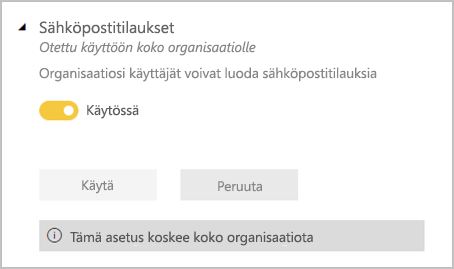 Sähköpostitilaukset
Otettu käyttöön koko organisaatiolle
Organisaatiosi käyttäjät voivat luoda sähköpostitilauksia
Käytössä
Käytä
Peruuta
Tämä asetus koskee koko organisaatiota